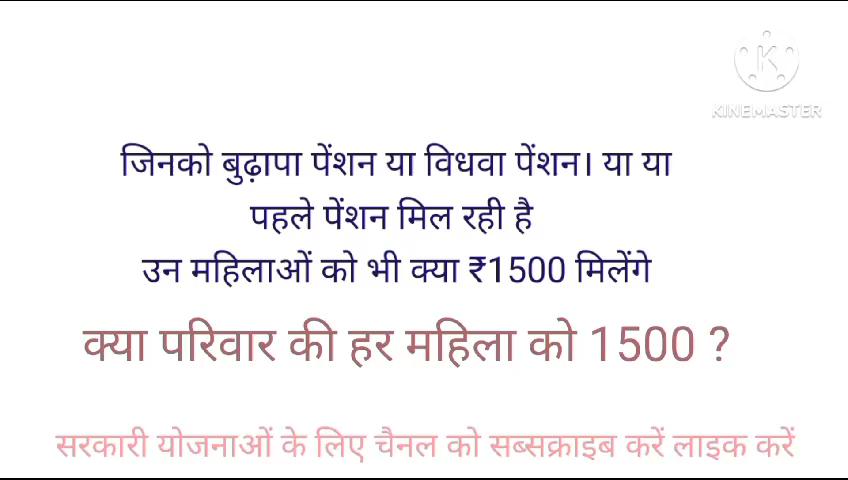 KINEMASTER
जिनको बुढ़ापा पेंशन या विधवा पेंशन। या या
पहले पेंशन मिल रही है
उन महिलाओं को भी क्या ₹1500 मिलेंगे
क्या परिवार की हर महिला को 1500 ?
सरकारी योजनाओं के लिए चैनल को सब्सक्राइब करें लाइक करें